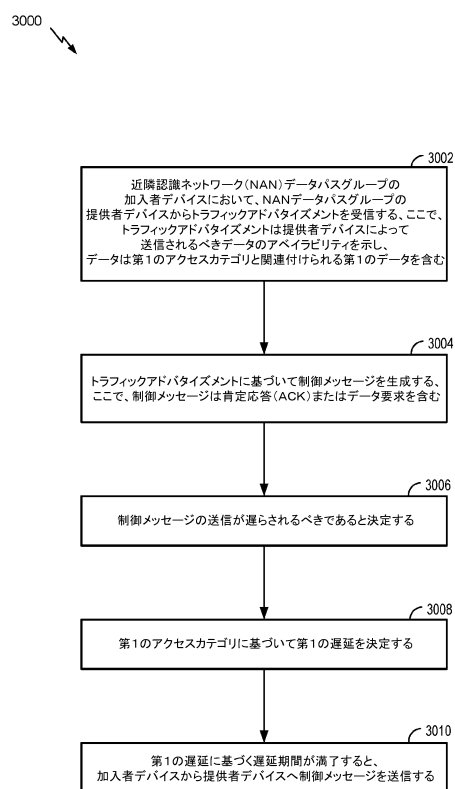 3000
3002
近隣認識ネットワーク(NAN)データパスグループの
加入者デバイスにおいて、NANデータパスグループの
提供者デバイスからトラフィックアドバタイズメントを受信する、ここで、
トラフィックアドバタイズメントは提供者デバイスによって
送信されるべきデータのアベイラビリティを示し、
データは第1のアクセスカテゴリと関連付けられる第1のデータを含む
3004
トラフィックアドバタイズメントに基づいて制御メッセージを生成する、
ここで、制御メッセージは肯定応答(ACK)またはデータ要求を含む
3006
制御メッセージの送信が遅らされるべきであると決定する
3008
第1のアクセスカテゴリに基づいて第1の遅延を決定する
3010
第1の遅延に基づく遅延期間が満了すると、
加入者デバイスから提供者デバイスへ制御メッセージを送信する